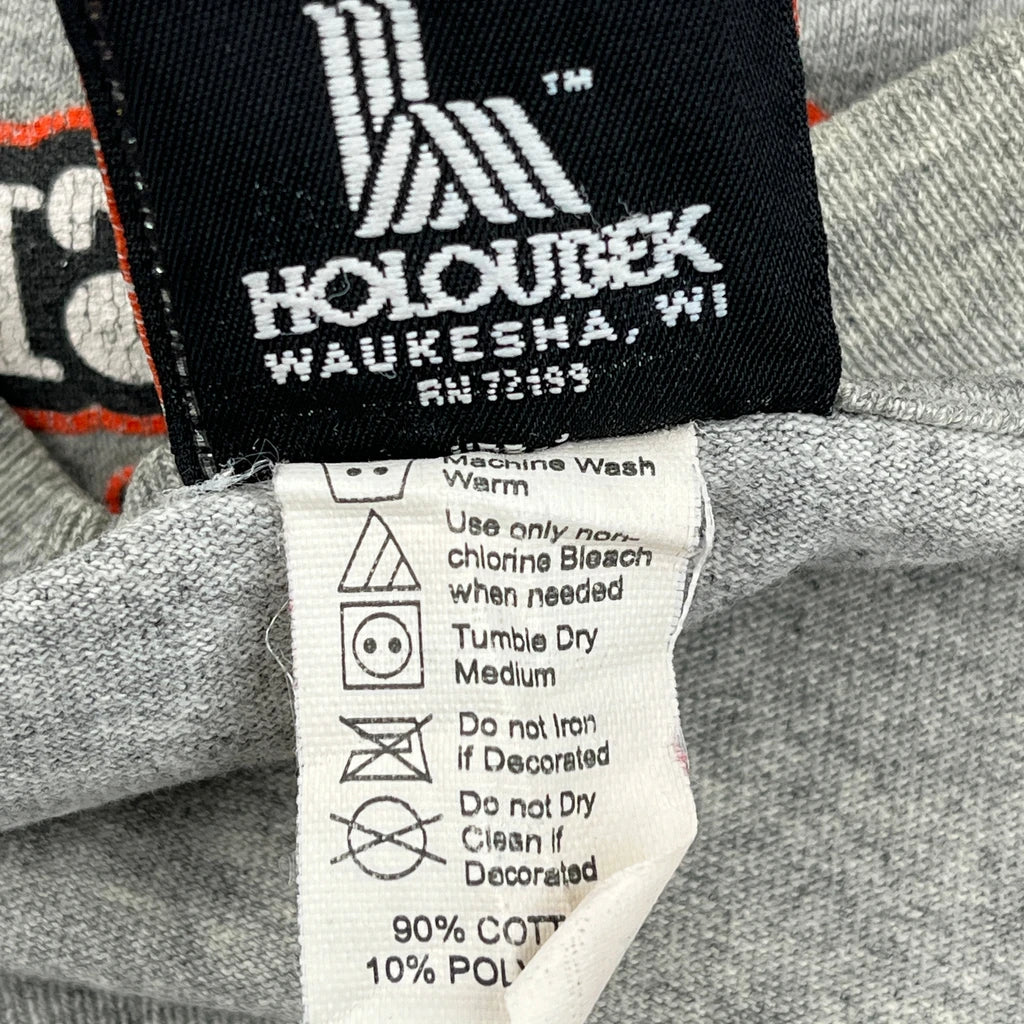 TM
HOLOUBEK
WAUKESHA, WI
RN 72199
Machine Wash
Warm
Use only non-
chlorine Bleach
when needed
Tumble Dry
Medium
Do not Iron
if Decorated
Do not Dry
Clean if
Decorated
90% COTT
10% POLY